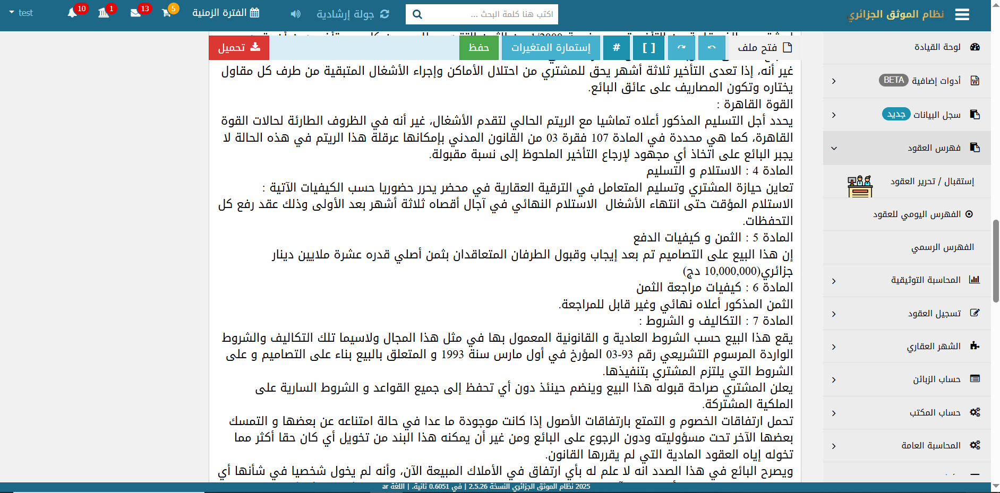 نظام الموثق الجزائري
اكتب هنا كلمة البحث ...
جولة إرشادية
الفترة الزمنية
5
13
1
10
test
لوحة القيادة
أدوات إضافية BETA
سجل البيانات جديد
فهرس العقود
إستقبال / تحرير العقود
الفهرس اليومي للعقود
الفهرس الرسمي
المحاسبة التوثيقية
تسجيل العقود
الشهر العقاري
حساب الزبائن
حساب المكتب
المحاسبة العامة
فتح ملف
[ ]
#
إستمارة المتغيرات
حفظ
تحميل
غير أنه، إذا تعدى التأخير ثلاثة أشهر يحق للمشتري من احتلال الأماكن وإجراء الأشغال المتبقية من طرف كل مقاول
يختاره وتكون المصاريف على عائق البائع.
القوة القاهرة :
يحدد أجل التسليم المذكور أعلاه تماشيا مع الريتم الحالي لتقدم الأشغال، غير أنه في الظروف الطارئة لحالات القوة
القاهرة، كما هي محددة في المادة 107 فقرة 03 من القانون المدني بإمكانها عرقلة هذا الريتم في هذه الحالة لا
يجبر البائع على اتخاذ أي مجهود لإرجاع التأخير الملحوظ إلى نسبة مقبولة.
المادة 4 : الاستلام و التسليم
تعاين حيازة المشتري وتسليم المتعامل في الترقية العقارية في محضر يحرر حضوريا حسب الكيفيات الآتية :
الاستلام المؤقت حتى انتهاء الأشغال الاستلام النهائي في آجال أقصاه ثلاثة أشهر بعد الأولى وذلك عقد رفع كل
التحفظات.
المادة 5 : الثمن و كيفيات الدفع
إن هذا البيع على التصاميم تم بعد إيجاب وقبول الطرفان المتعاقدان بثمن أصلي قدره عشرة ملايين دينار
جزائري(10,000,000 دج)
المادة 6 : كيفيات مراجعة الثمن
الثمن المذكور أعلاه نهائي وغير قابل للمراجعة.
المادة 7 : التكاليف و الشروط :
يقع هذا البيع حسب الشروط العادية و القانونية المعمول بها في مثل هذا المجال ولاسيما تلك التكاليف والشروط
الواردة المرسوم التشريعي رقم 93-03 المؤرخ في أول مارس سنة 1993 و المتعلق بالبيع بناء على التصاميم و على
الشروط التي يلتزم المشتري بتنفيذها.
يعلن المشتري صراحة قبوله هذا البيع وينضم حينئذ دون أي تحفظ إلى جميع القواعد و الشروط السارية على
الملكية المشتركة.
تحمل ارتفاقات الخصوم و التمتع بارتفاقات الأصول إذا كانت موجودة ما عدا في حالة امتناعه عن بعضها و التمسك
بعضها الآخر تحت مسؤوليته ودون الرجوع على البائع ومن غير أن يمكنه هذا البند من تخويل أي كان حقا أكثر مما
تخوله إياه العقود المادية التي لم يقررها القانون.
ويصرح البائع في هذا الصدد انه لا علم له بأي ارتفاق في الأملاك المبيعة الآن، وأنه لم يخول شخصيا في شأنها أي
2025 نظام الموثق الجزائري النسخة 2.5.26 | في 0.6051 ثانية. | اللغة ar